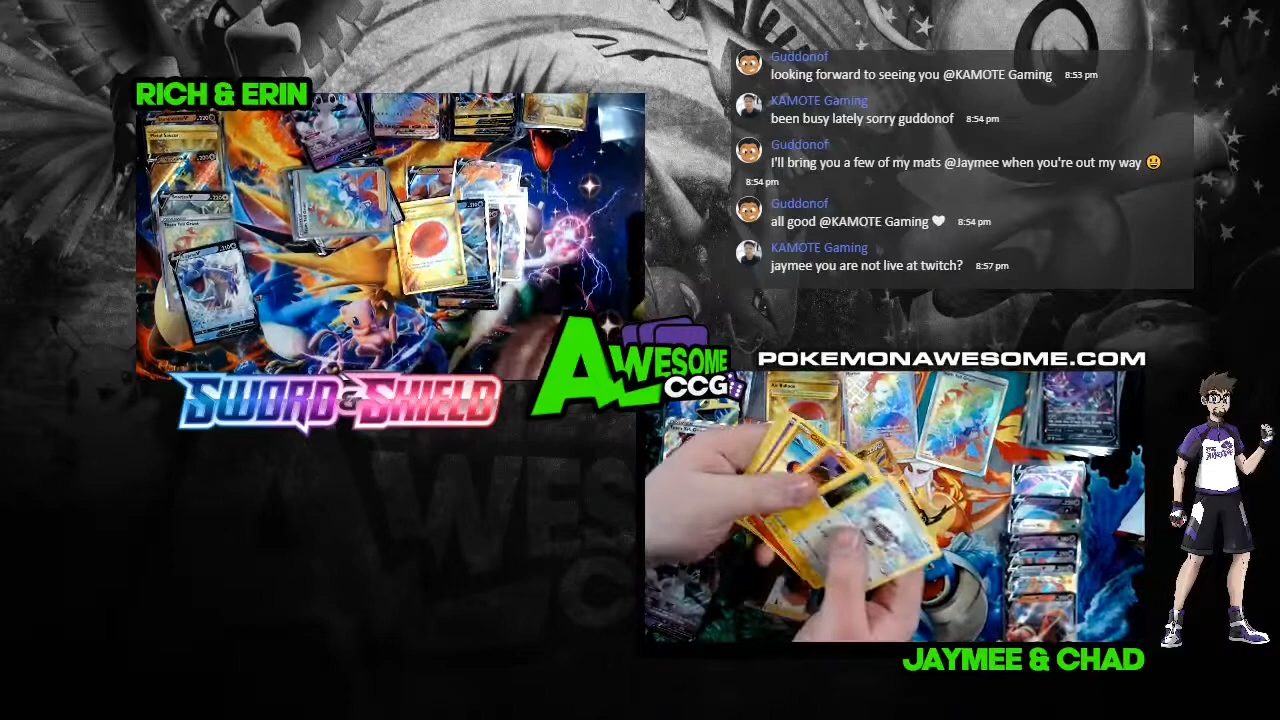 RICH & ERIN
Guddonof
looking forward to seeing you @KAMOTE Gaming 8:53 pm
KAMOTE Gaming
been busy lately sorry guddonof 8:54 pm
Guddonof
I'll bring you a few of my mats @Jaymee when you're out my way 😃
8:54 pm
Guddonof
all good @KAMOTE Gaming 🤍 8:54 pm
KAMOTE Gaming
jaymee you are not live at twitch? 8:57 pm
SWORD & SHIELD
AWESOME
CCG
POKEMONAWESOME.COM
Air Balloon
JAYMEE & CHAD